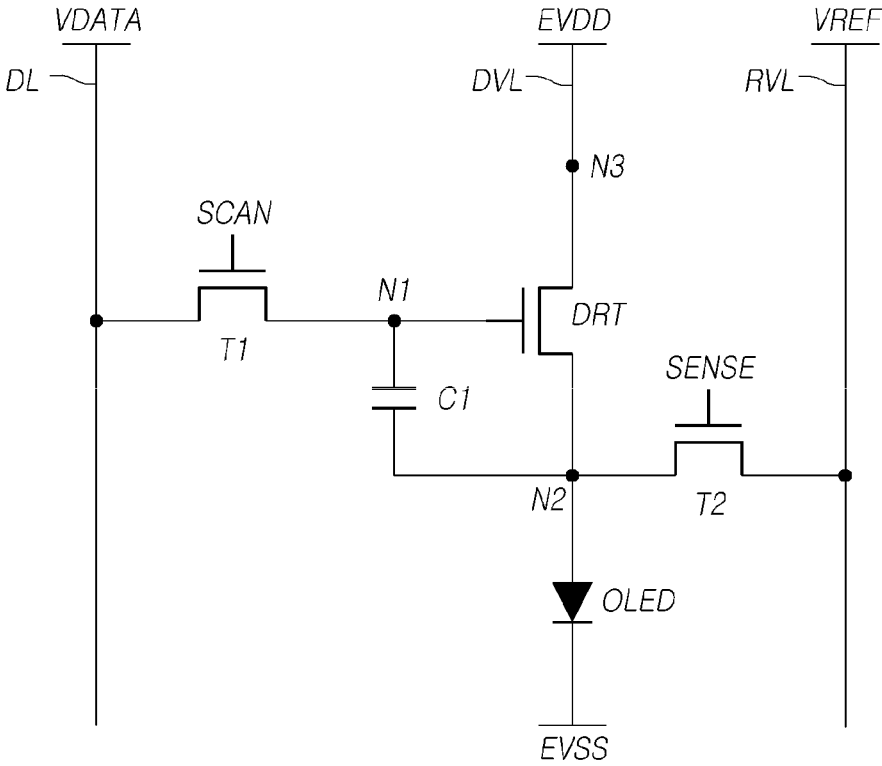 VDATA
EVDD
VREF
DL
DVL
RVL
N3
SCAN
N1
DRT
T1
SENSE
C1
N2
T2
OLED
EVSS